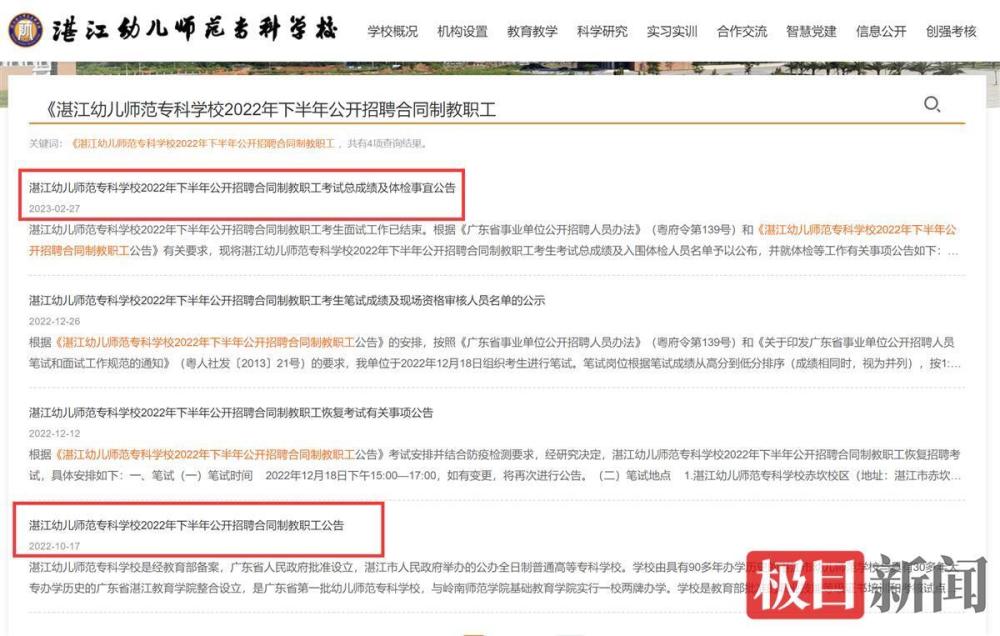 湛江幼儿师范专科学校
学校概况 机构设置 教育教学 科学研究 实习实训 合作交流 智慧党建 信息公开 创强考核
《湛江幼儿师范专科学校2022年下半年公开招聘合同制教职工
关键词：《湛江幼儿师范专科学校2022年下半年公开招聘合同制教职工 ，共有4项查询结果。
湛江幼儿师范专科学校2022年下半年公开招聘合同制教职工考试总成绩及体检事宜公告
2023-02-27
湛江幼儿师范专科学校2022年下半年公开招聘合同制教职工考生面试工作已结束。根据《广东省事业单位公开招聘人员办法》（粤府令第139号）和《湛江幼儿师范专科学校2022年下半年公
开招聘合同制教职工公告》有关要求，现将湛江幼儿师范专科学校2022年下半年公开招聘合同制教职工考生考试总成绩及入围体检人员名单予以公布，并就体检等工作有关事项公告如下：...
湛江幼儿师范专科学校2022年下半年公开招聘合同制教职工考生笔试成绩及现场资格审核人员名单的公示
2022-12-26
根据《湛江幼儿师范专科学校2022年下半年公开招聘合同制教职工公告》的安排，按照《广东省事业单位公开招聘人员办法》（粤府令第139号）和《关于印发广东省事业单位公开招聘人员
笔试和面试工作规范的通知》（粤人社发〔2013〕21号）的要求，我单位于2022年12月18日组织考生进行笔试。笔试岗位根据笔试成绩从高分到低分排序（成绩相同时，视为并列），按1:...
湛江幼儿师范专科学校2022年下半年公开招聘合同制教职工恢复考试有关事项公告
2022-12-12
根据《湛江幼儿师范专科学校2022年下半年公开招聘合同制教职工公告》考试安排并结合防疫检测要求，经研究决定，湛江幼儿师范专科学校2022年下半年公开招聘合同制教职工恢复招聘考
试，具体安排如下：一、笔试（一）笔试时间 2022年12月18日下午15:00—17:00，如有变更，将再次进行公告。（二）笔试地点 1.湛江幼儿师范专科学校赤坎校区（地址：湛江市赤坎...
湛江幼儿师范专科学校2022年下半年公开招聘合同制教职工公告
2022-10-17
湛江幼儿师范专科学校是经教育部备案，广东省人民政府批准设立，湛江市人民政府举办的公办全日制普通高等专科学校。学校由具有90多年办学历
专办学历史的广东省湛江教育学院整合设立，是广东省第一批幼儿师范专科学校，与岭南师范学院基础教育学院实行一校两牌办学。学校是教育部
极目新闻